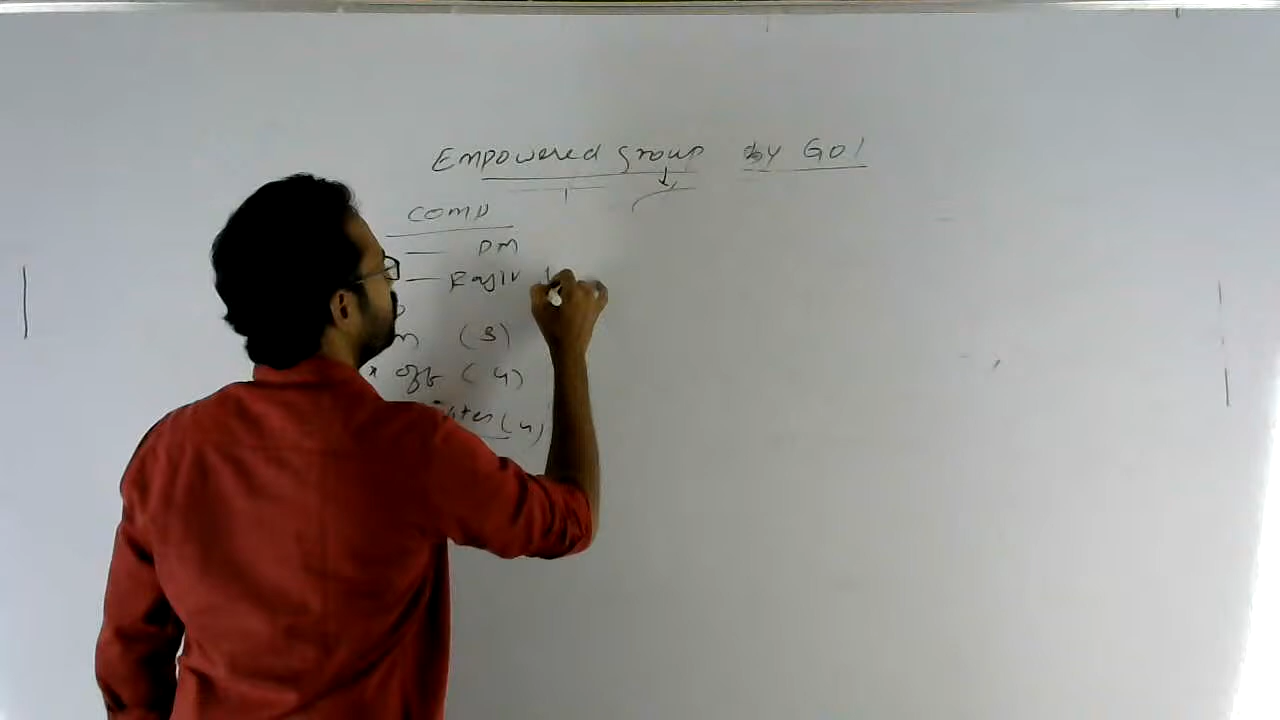 Empowered group by GOI
comp
— PM
— Rajiv
(3)
off (4)
(4)